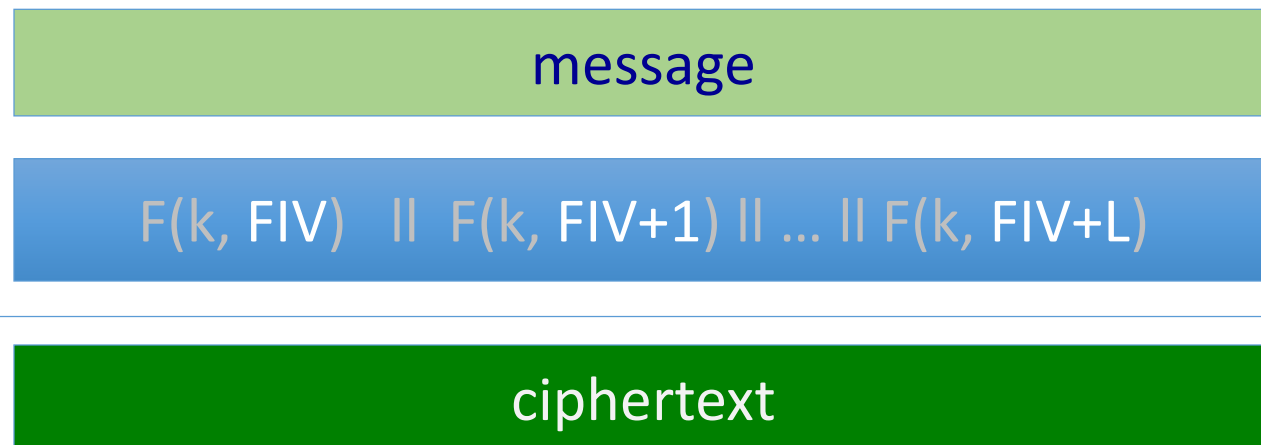 message
F(k, FIV) ll F(k, FIV+1) ll … ll F(k, FIV+L)
ciphertext